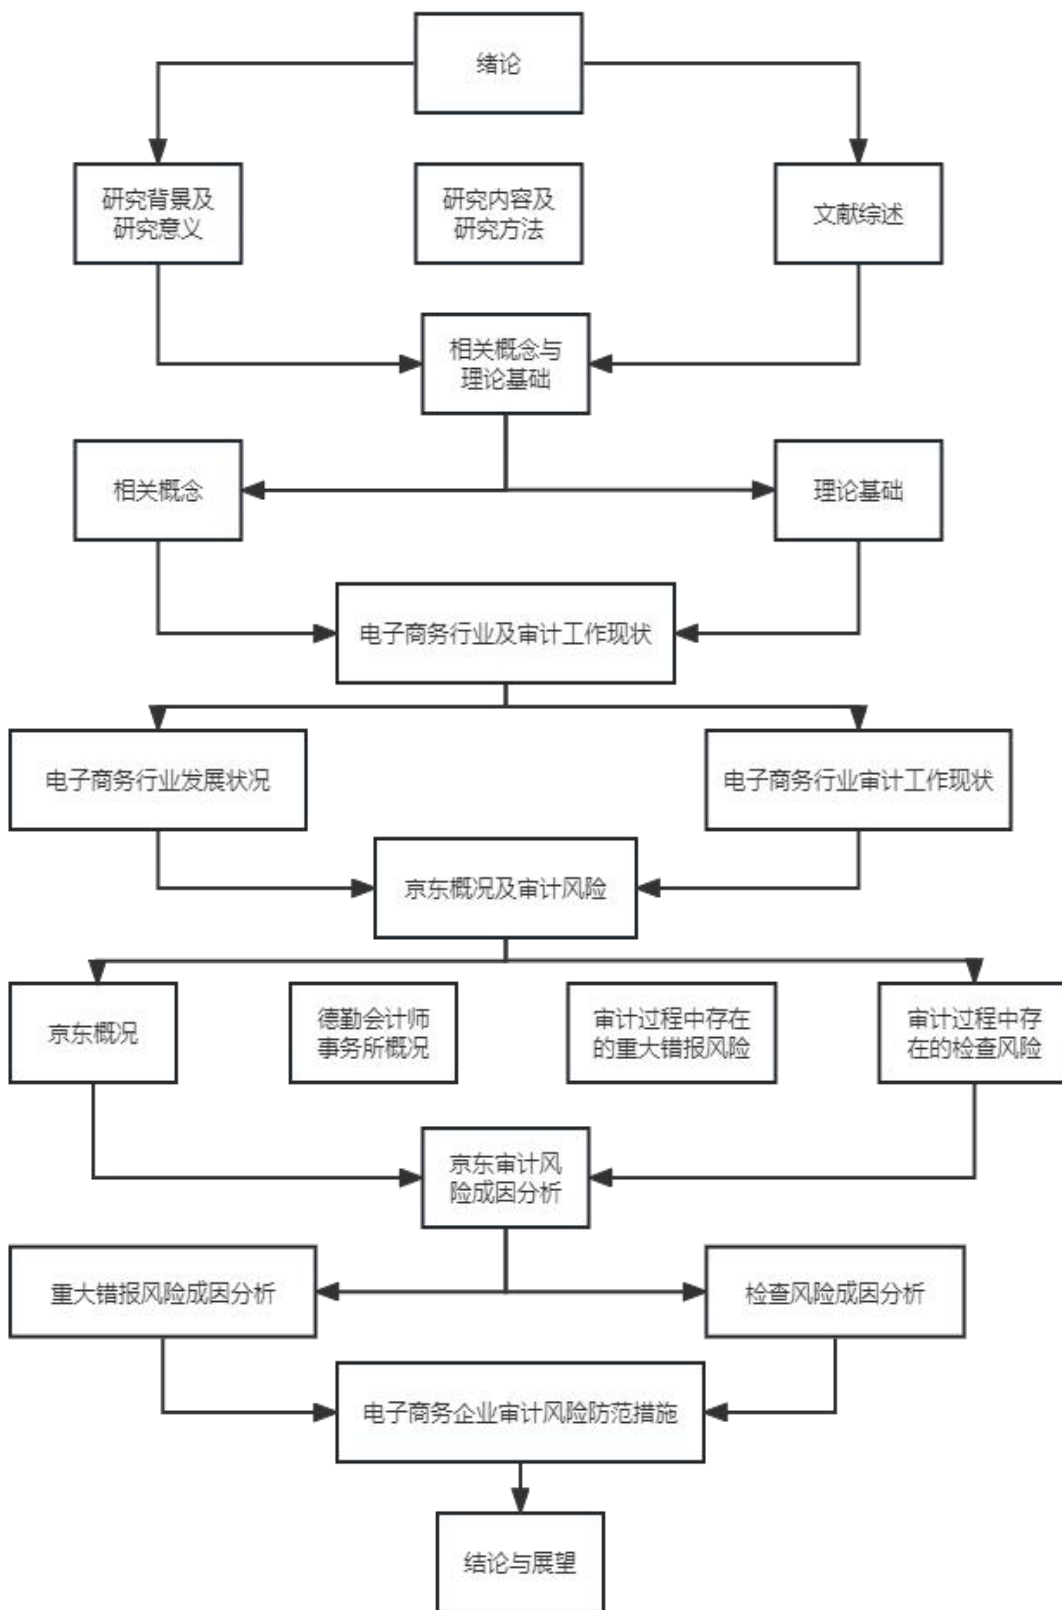 绪论
研究背景及
研究意义
研究内容及
研究方法
文献综述
相关概念与
理论基础
相关概念
理论基础
电子商务行业及审计工作现状
电子商务行业发展状况
电子商务行业审计工作现状
京东概况及审计风险
京东概况
德勤会计师
事务所概况
审计过程中存在
的重大错报风险
审计过程中存
在的检查风险
京东审计风
险成因分析
重大错报风险成因分析
检查风险成因分析
电子商务企业审计风险防范措施
结论与展望